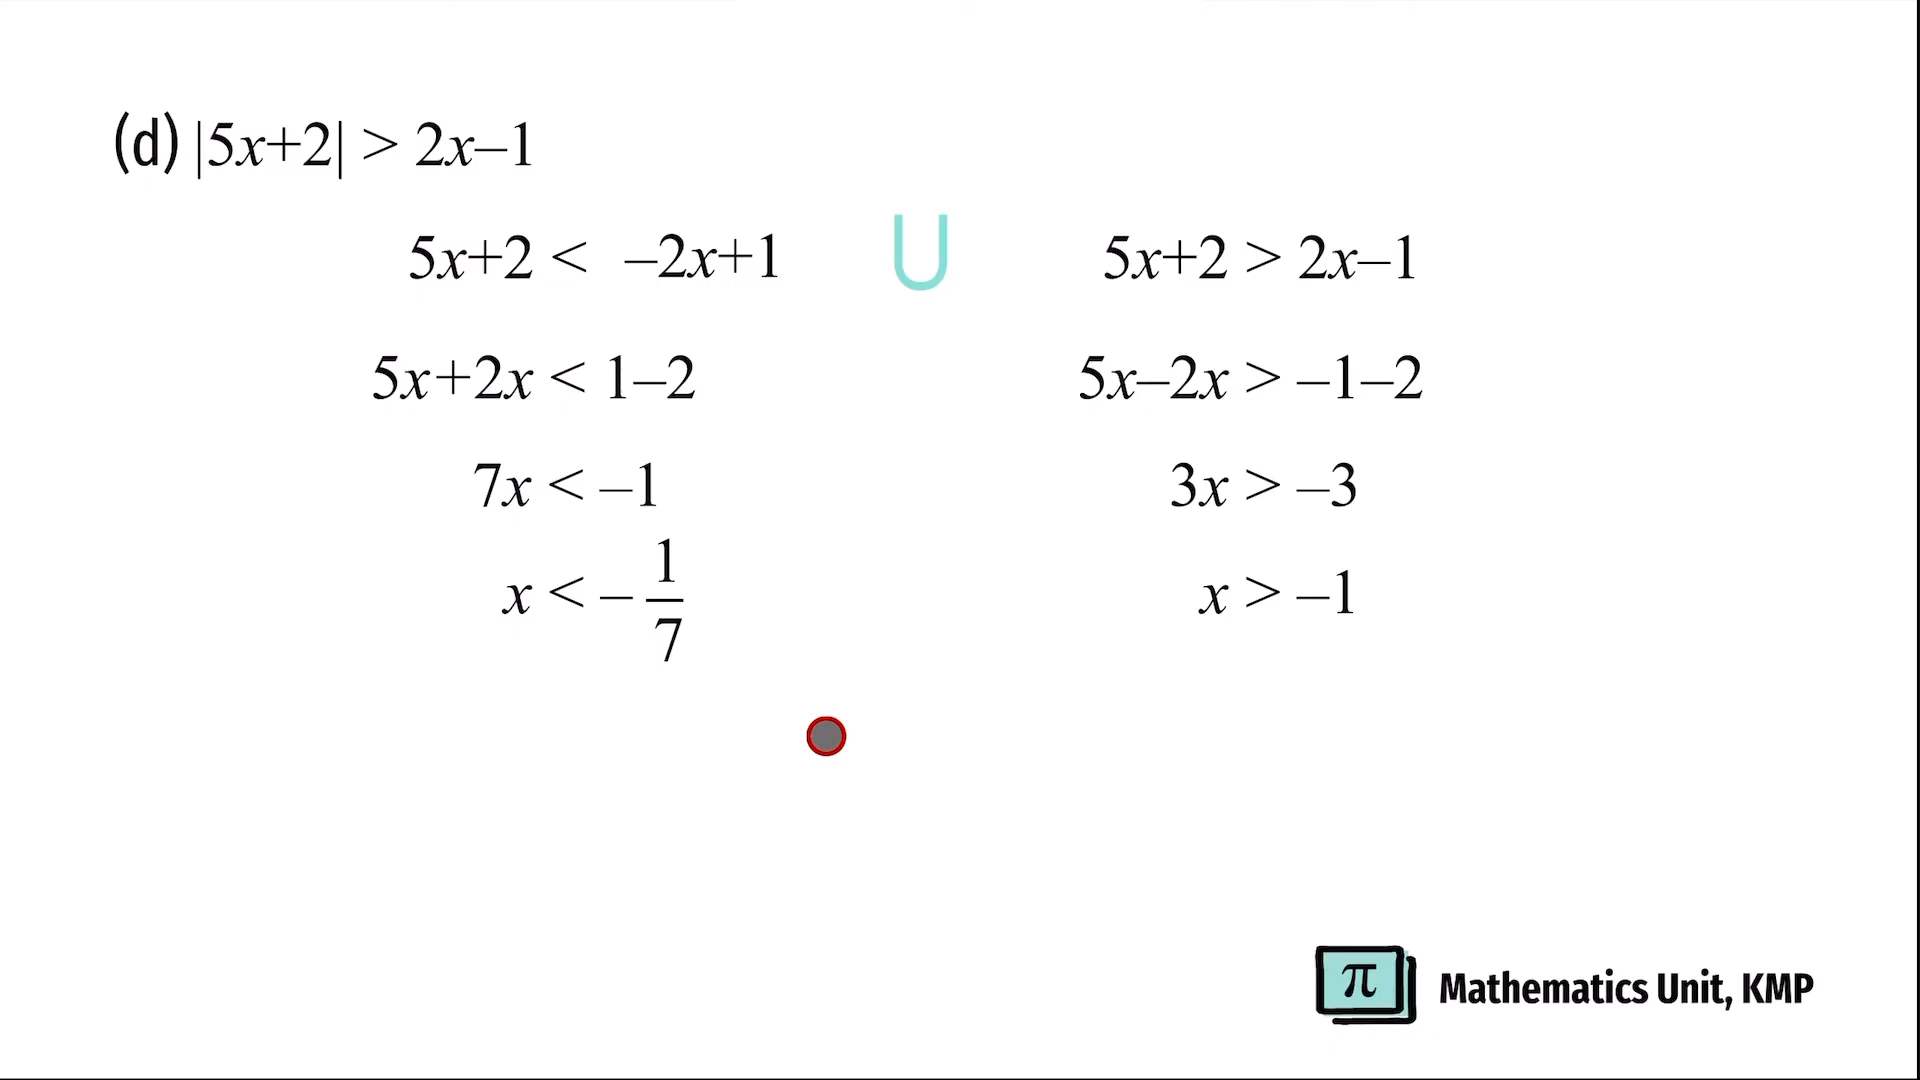 (d) |5x+2| > 2x–1
5x+2 < –2x+1 ∪ 5x+2 > 2x–1
5x+2x < 1–2 5x–2x > –1–2
7x < –1 3x > –3
x < – 1/7 x > –1
π Mathematics Unit, KMP